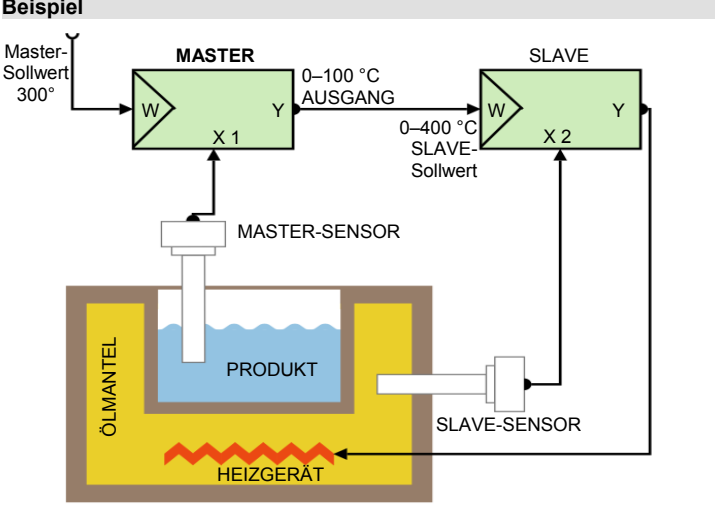 Beispiel
Master-
Sollwert
300°
MASTER
SLAVE
W
Y
X 1
0–100 °C
AUSGANG
0–400 °C
SLAVE-
Sollwert
W
Y
X 2
MASTER-SENSOR
ÖLMANTEL
PRODUKT
SLAVE-SENSOR
HEIZGERÄT